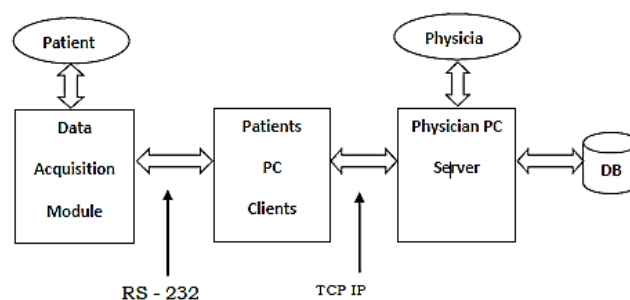 Patient
Physicia
Data
Acquisition
Module
Patients
PC
Clients
Physician PC
Server
DB
RS - 232
TCP IP